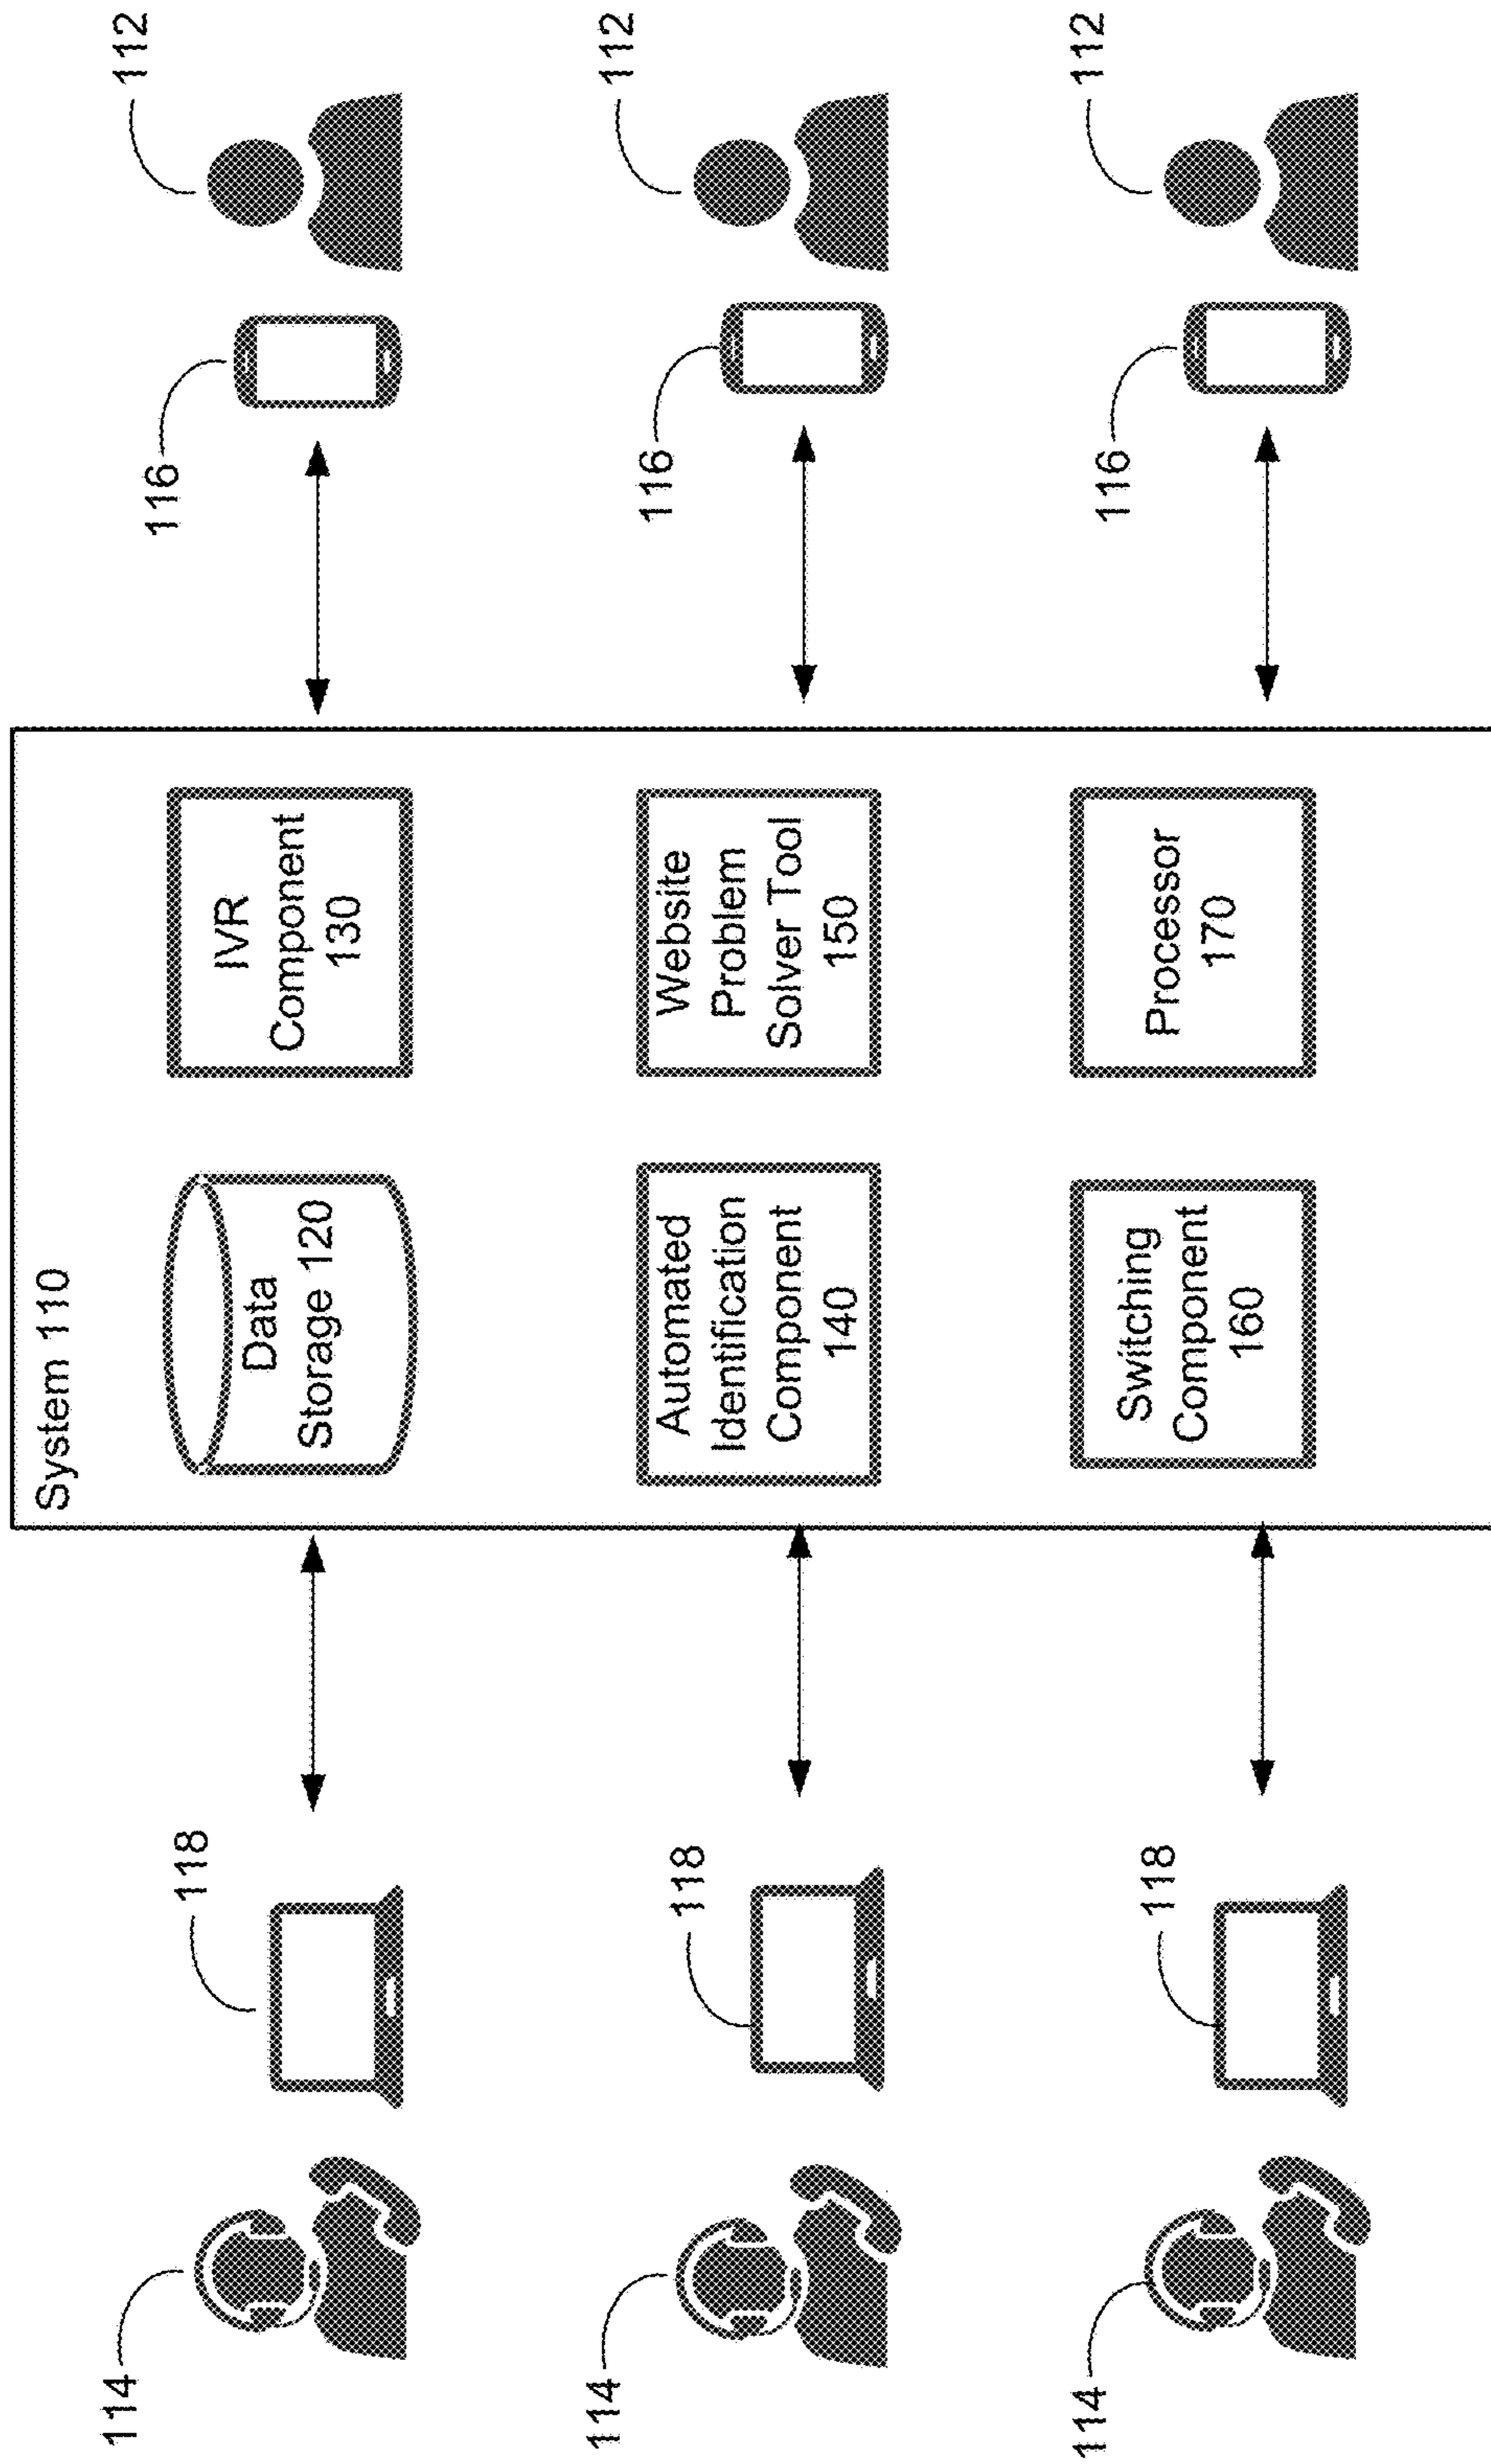 System 110
114
118
Data
Storage 120
IVR
Component
130
116
112
114
118
Automated
Identification
Component
140
Website
Problem
Solver Tool
150
116
112
114
118
Switching
Component
160
Processor
170
116
112